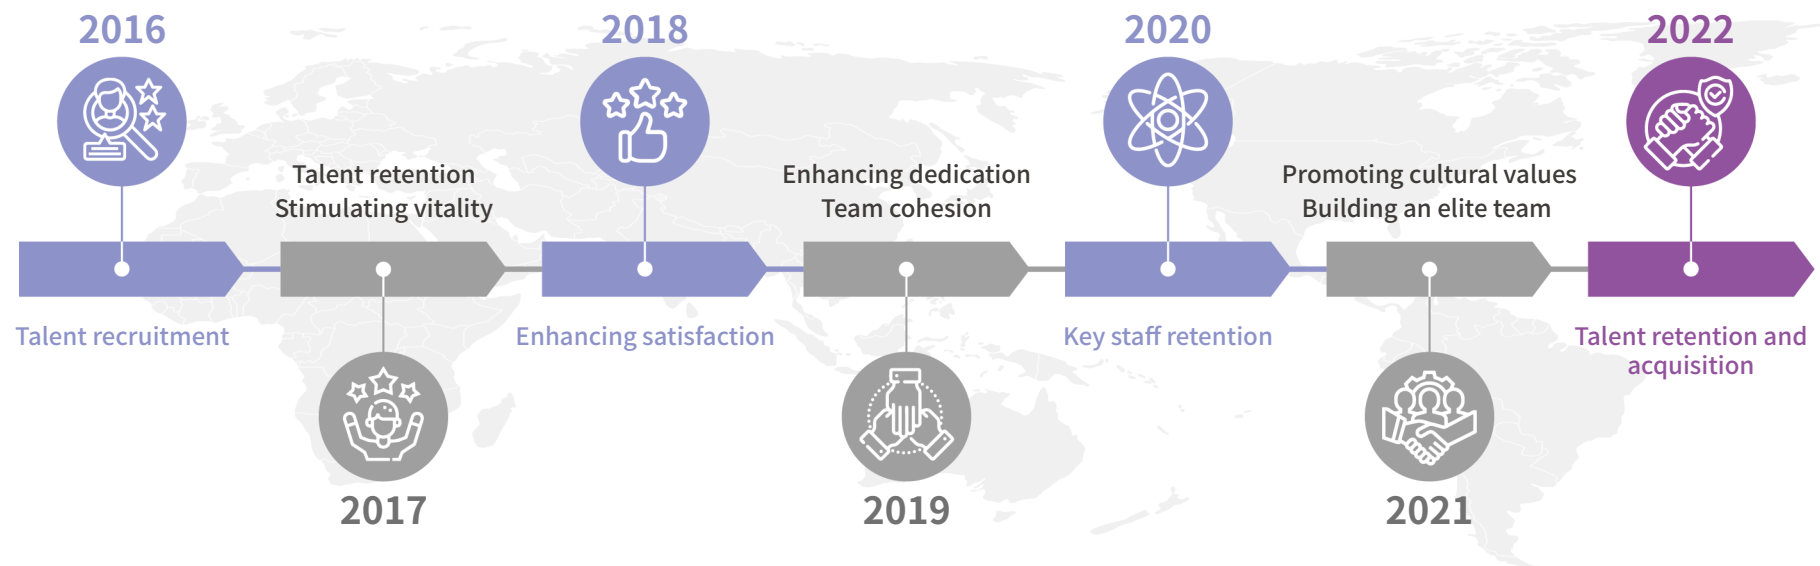 2016
Talent recruitment
Talent retention
Stimulating vitality
2017
2018
Enhancing satisfaction
Enhancing dedication
Team cohesion
2019
2020
Key staff retention
Promoting cultural values
Building an elite team
2021
2022
Talent retention and
acquisition